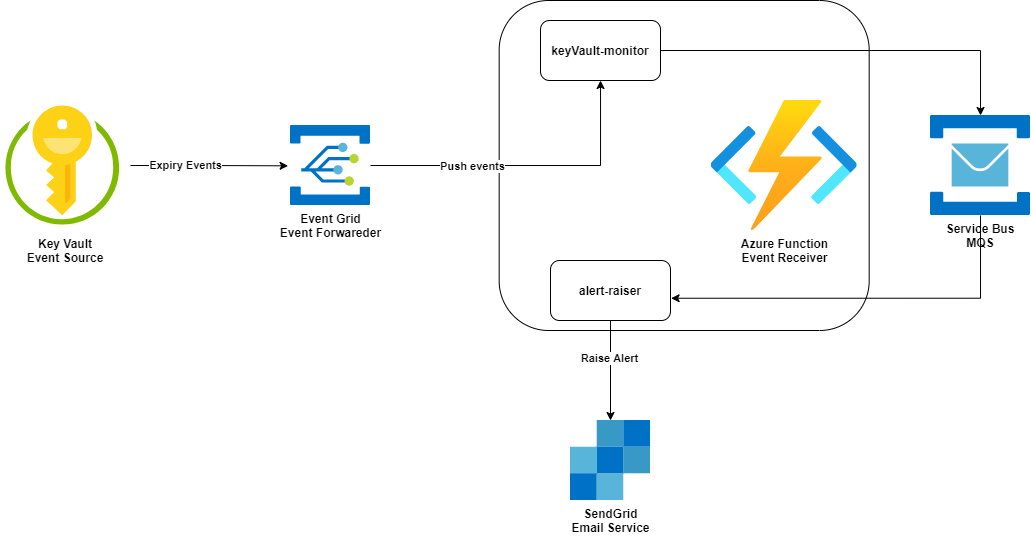 keyVault-monitor
Expiry Events
Push events
Event Grid
Event Forwareder
Key Vault
Event Source
Azure Function
Event Receiver
Service Bus
MQS
alert-raiser
Raise Alert
SendGrid
Email Service